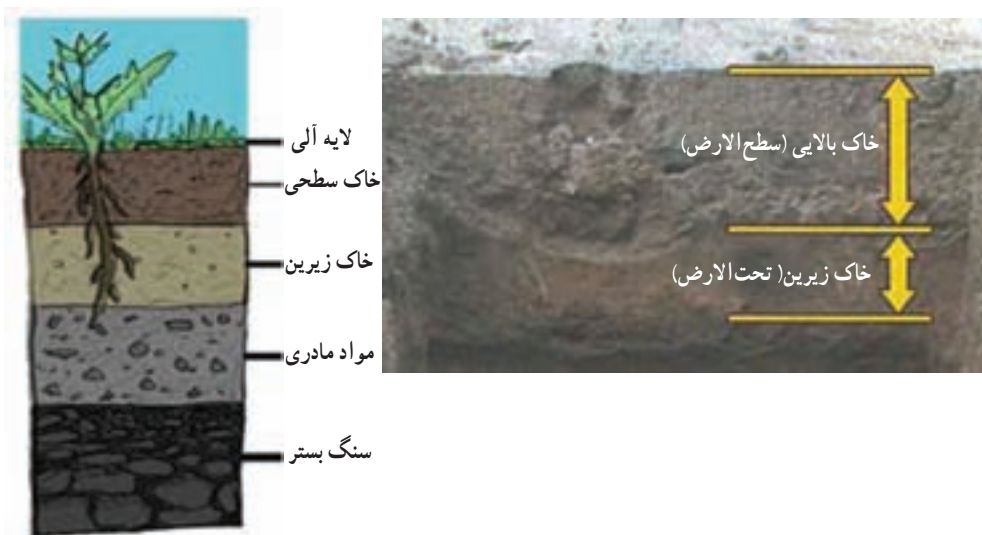 لایه آلی
خاک سطحی
خاک زیرین
مواد مادری
سنگ بستر
خاک بالایی (سطح‌الارض)
خاک زیرین( تحت‌الارض)